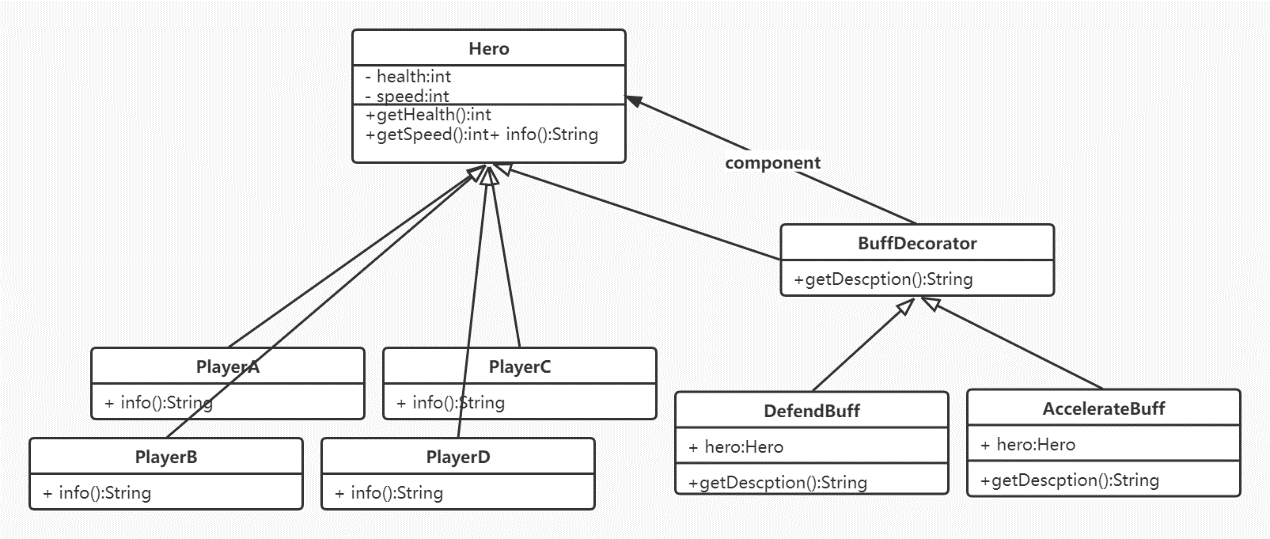 Hero
- health:int
- speed:int
+getHealth():int
+getSpeed():int+ info():String
component
BuffDecorator
+getDescption():String
PlayerA
+ info():String
PlayerC
+ info():String
DefendBuff
+ hero:Hero
+getDescption():String
AccelerateBuff
+ hero:Hero
+getDescption():String
PlayerB
+ info():String
PlayerD
+ info():String